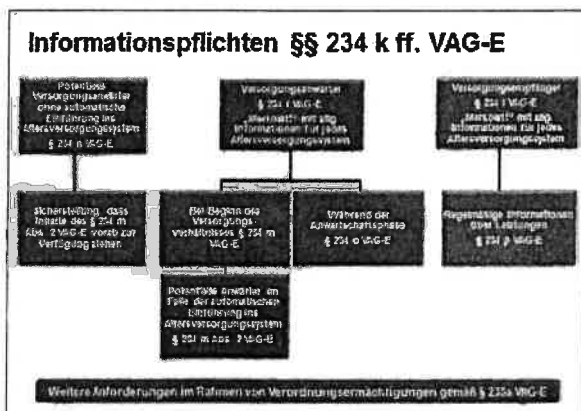 Informationspflichten §§ 234 k ff. VAG-E
Potentielle
Versorgungsanwärter
ohne automatische
Einführung ins
Altersversorgungssystem
§ 234 n VAG-E
Versorgungsanwärter
§ 234 l VAG-E
"Merkblatt" mit allg.
Informationen für jedes
Altersversorgungssystem
Versorgungsempfänger
§ 234 l VAG-E
"Merkblatt" mit allg.
Informationen für jedes
Altersversorgungssystem
Sicherstellung, dass
Inhalte des § 234 m
Abs. 2 VAG-E vorab zur
Verfügung stehen
Bei Beginn des
Versorgungs-
verhältnisses § 234 m
VAG-E
Während der
Anwartschaftsphase
§ 234 o VAG-E
Regelmäßige Informationen
über Leistungen
§ 234 p VAG-E
Potentielle Anwärter im
Falle der automatischen
Einführung ins
Altersversorgungssystem
§ 234 m Abs. 2 VAG-E
Weitere Anforderungen im Rahmen von Verordnungsermächtigungen gemäß § 235a VAG-E